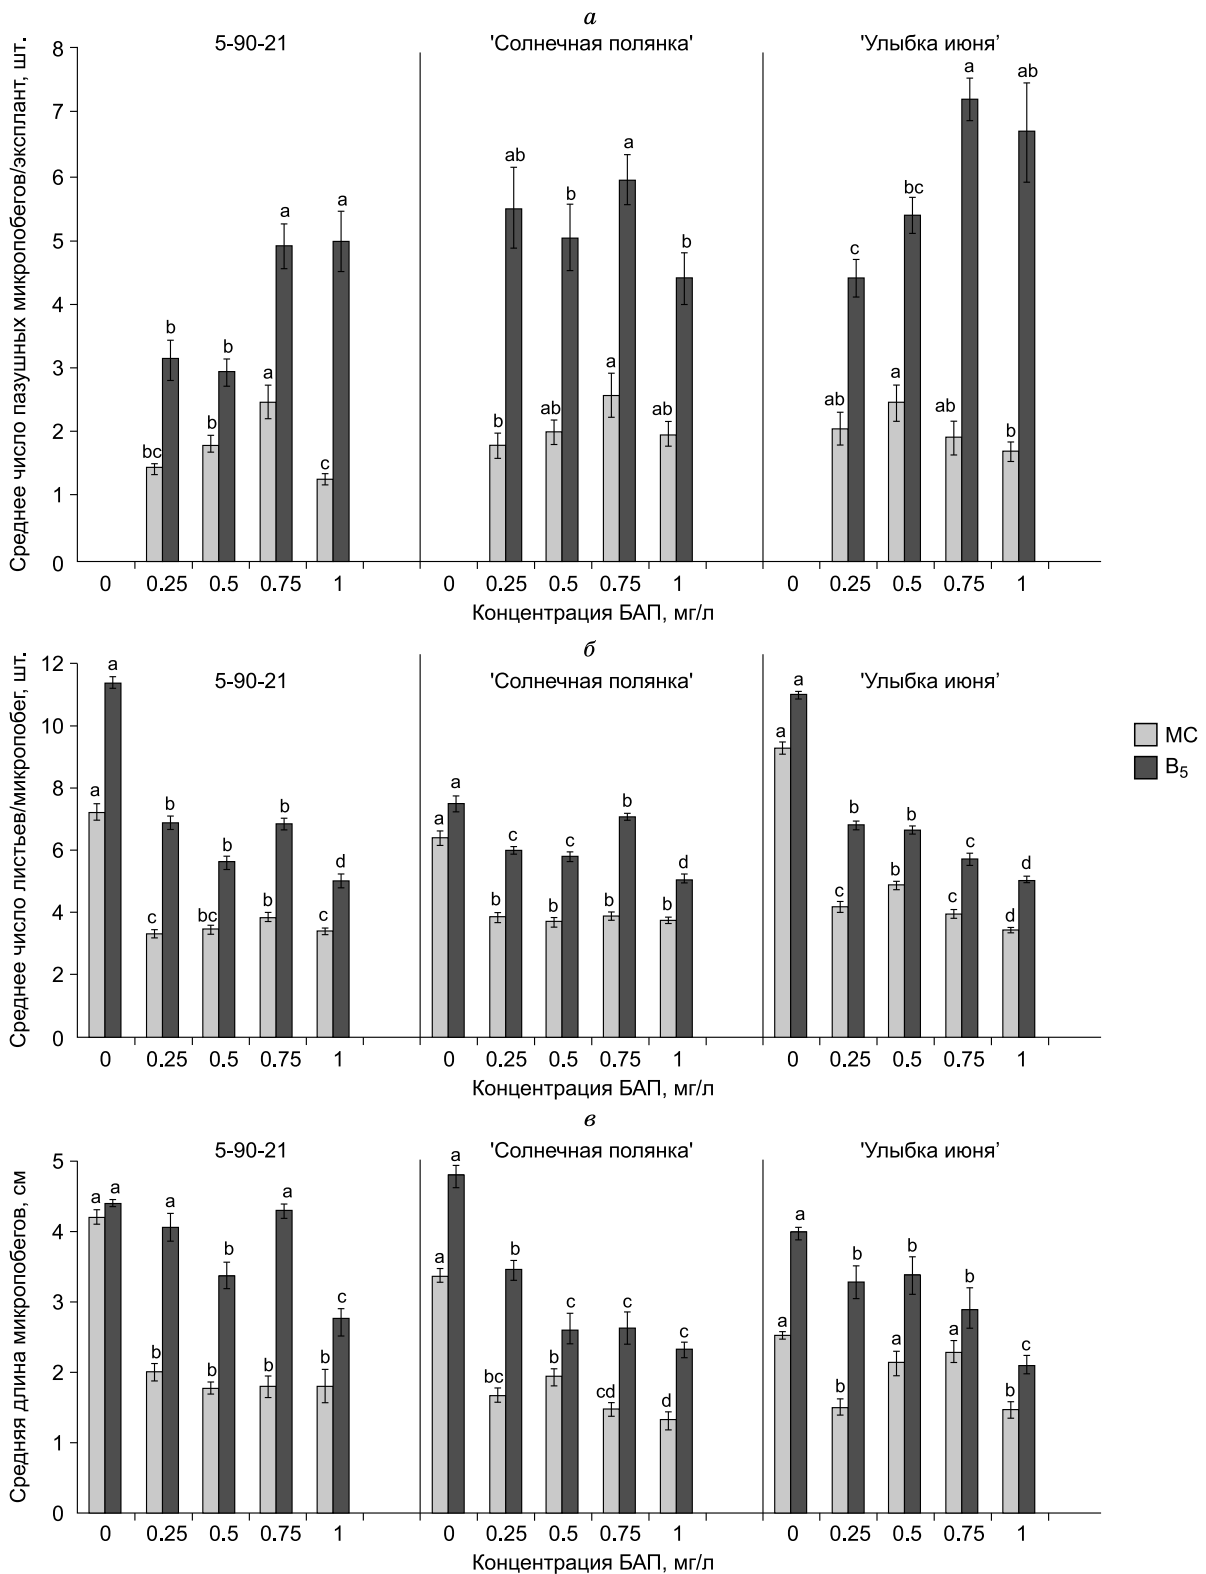 а
5-90-21
'Солнечная полянка'
'Улыбка июня’
Среднее число пазушных микропобегов/эксплант, шт.
8
7
6
5
4
3
2
1
0
bc b b b a a c a
b ab ab b a a ab b
ab c a bc ab a b ab
0 0.25 0.5 0.75 1
0 0.25 0.5 0.75 1
0 0.25 0.5 0.75 1
Концентрация БАП, мг/л
б
5-90-21
'Солнечная полянка'
'Улыбка июня’
Среднее число листьев/микропобег, шт.
12
10
8
6
4
2
0
a a c b bc c b b c d
a a b c b c b b b d
a a c b a b c c d d
МС
B5
0 0.25 0.5 0.75 1
0 0.25 0.5 0.75 1
0 0.25 0.5 0.75 1
Концентрация БАП, мг/л
в
5-90-21
'Солнечная полянка'
'Улыбка июня’
Средняя длина микропобегов, см
5
4
3
2
1
0
a a b a b b b a b c
a a bc b b c cd c d c
a a b b a b a b b c
0 0.25 0.5 0.75 1
0 0.25 0.5 0.75 1
0 0.25 0.5 0.75 1
Концентрация БАП, мг/л